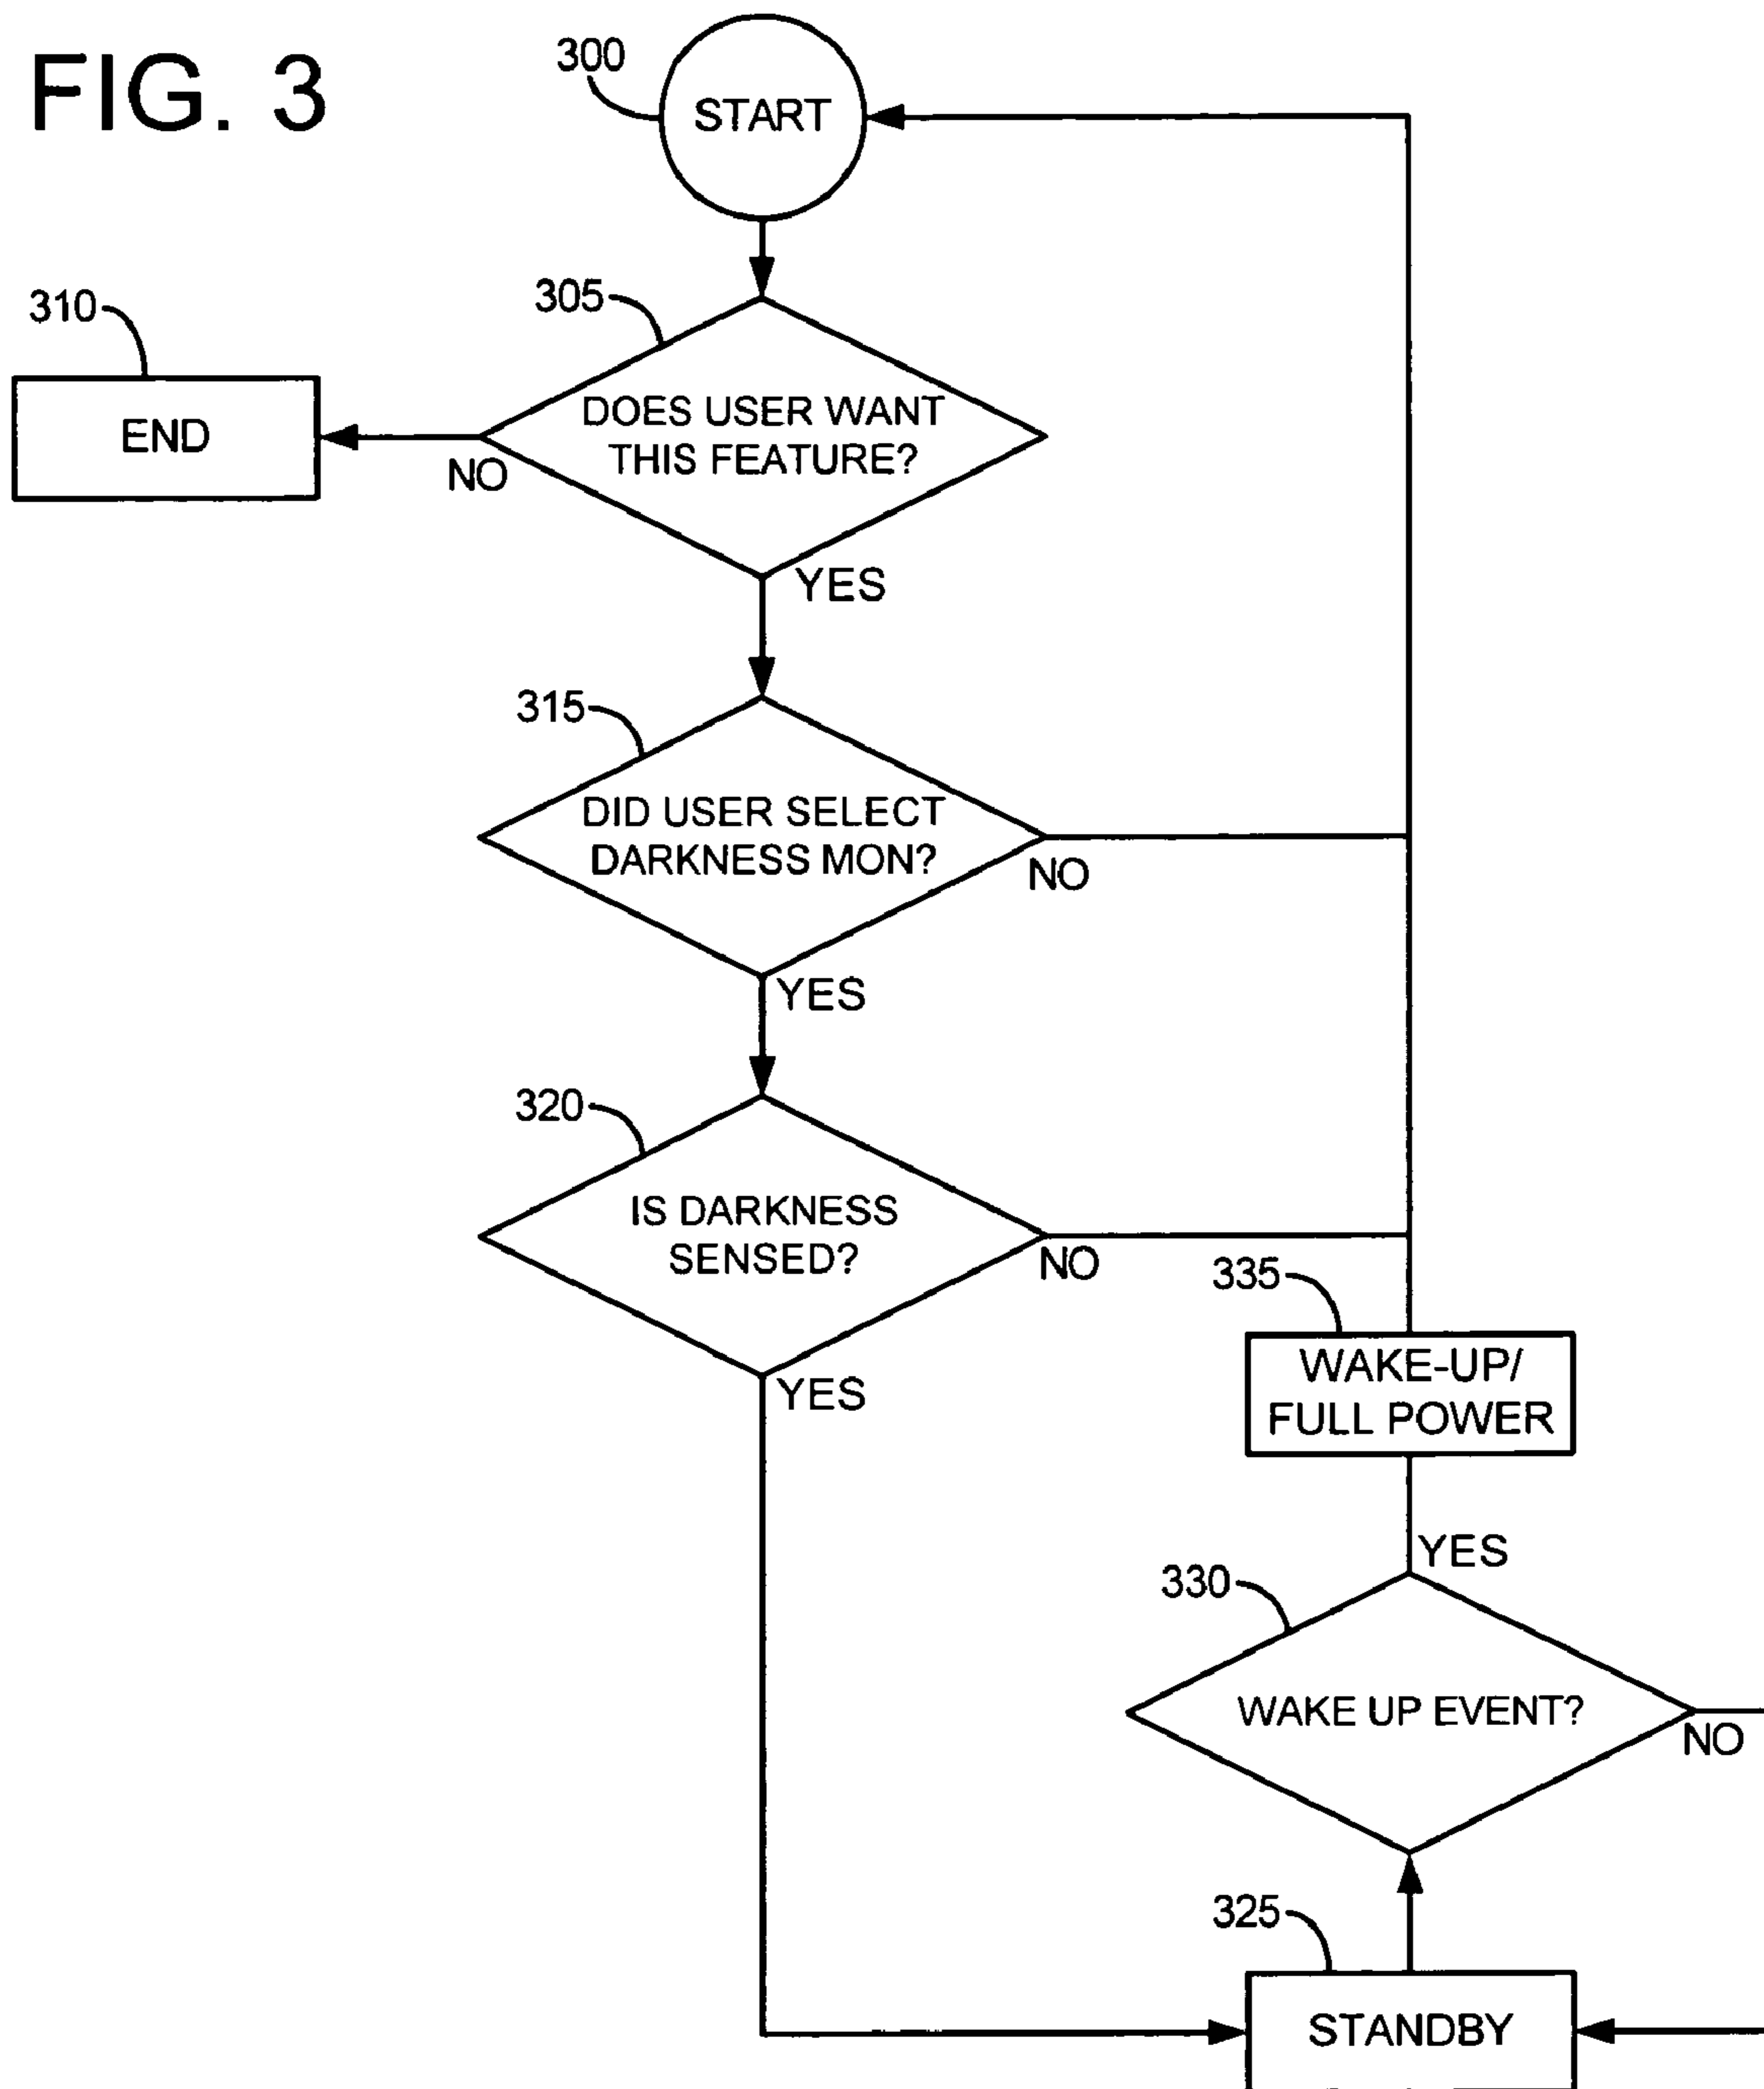 FIG. 3
300
START
305
310
DOES USER WANT
THIS FEATURE?
END
NO
YES
315
DID USER SELECT
DARKNESS MON?
NO
YES
320
IS DARKNESS
SENSED?
NO
YES
335
WAKE-UP/
FULL POWER
YES
330
WAKE UP EVENT?
NO
325
STANDBY